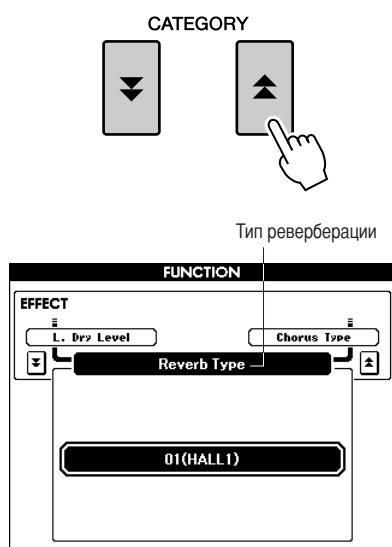 CATEGORY
Тип реверберации
FUNCTION
EFFECT
L. Dry Level
Chorus Type
Reverb Type
01(HALL1)